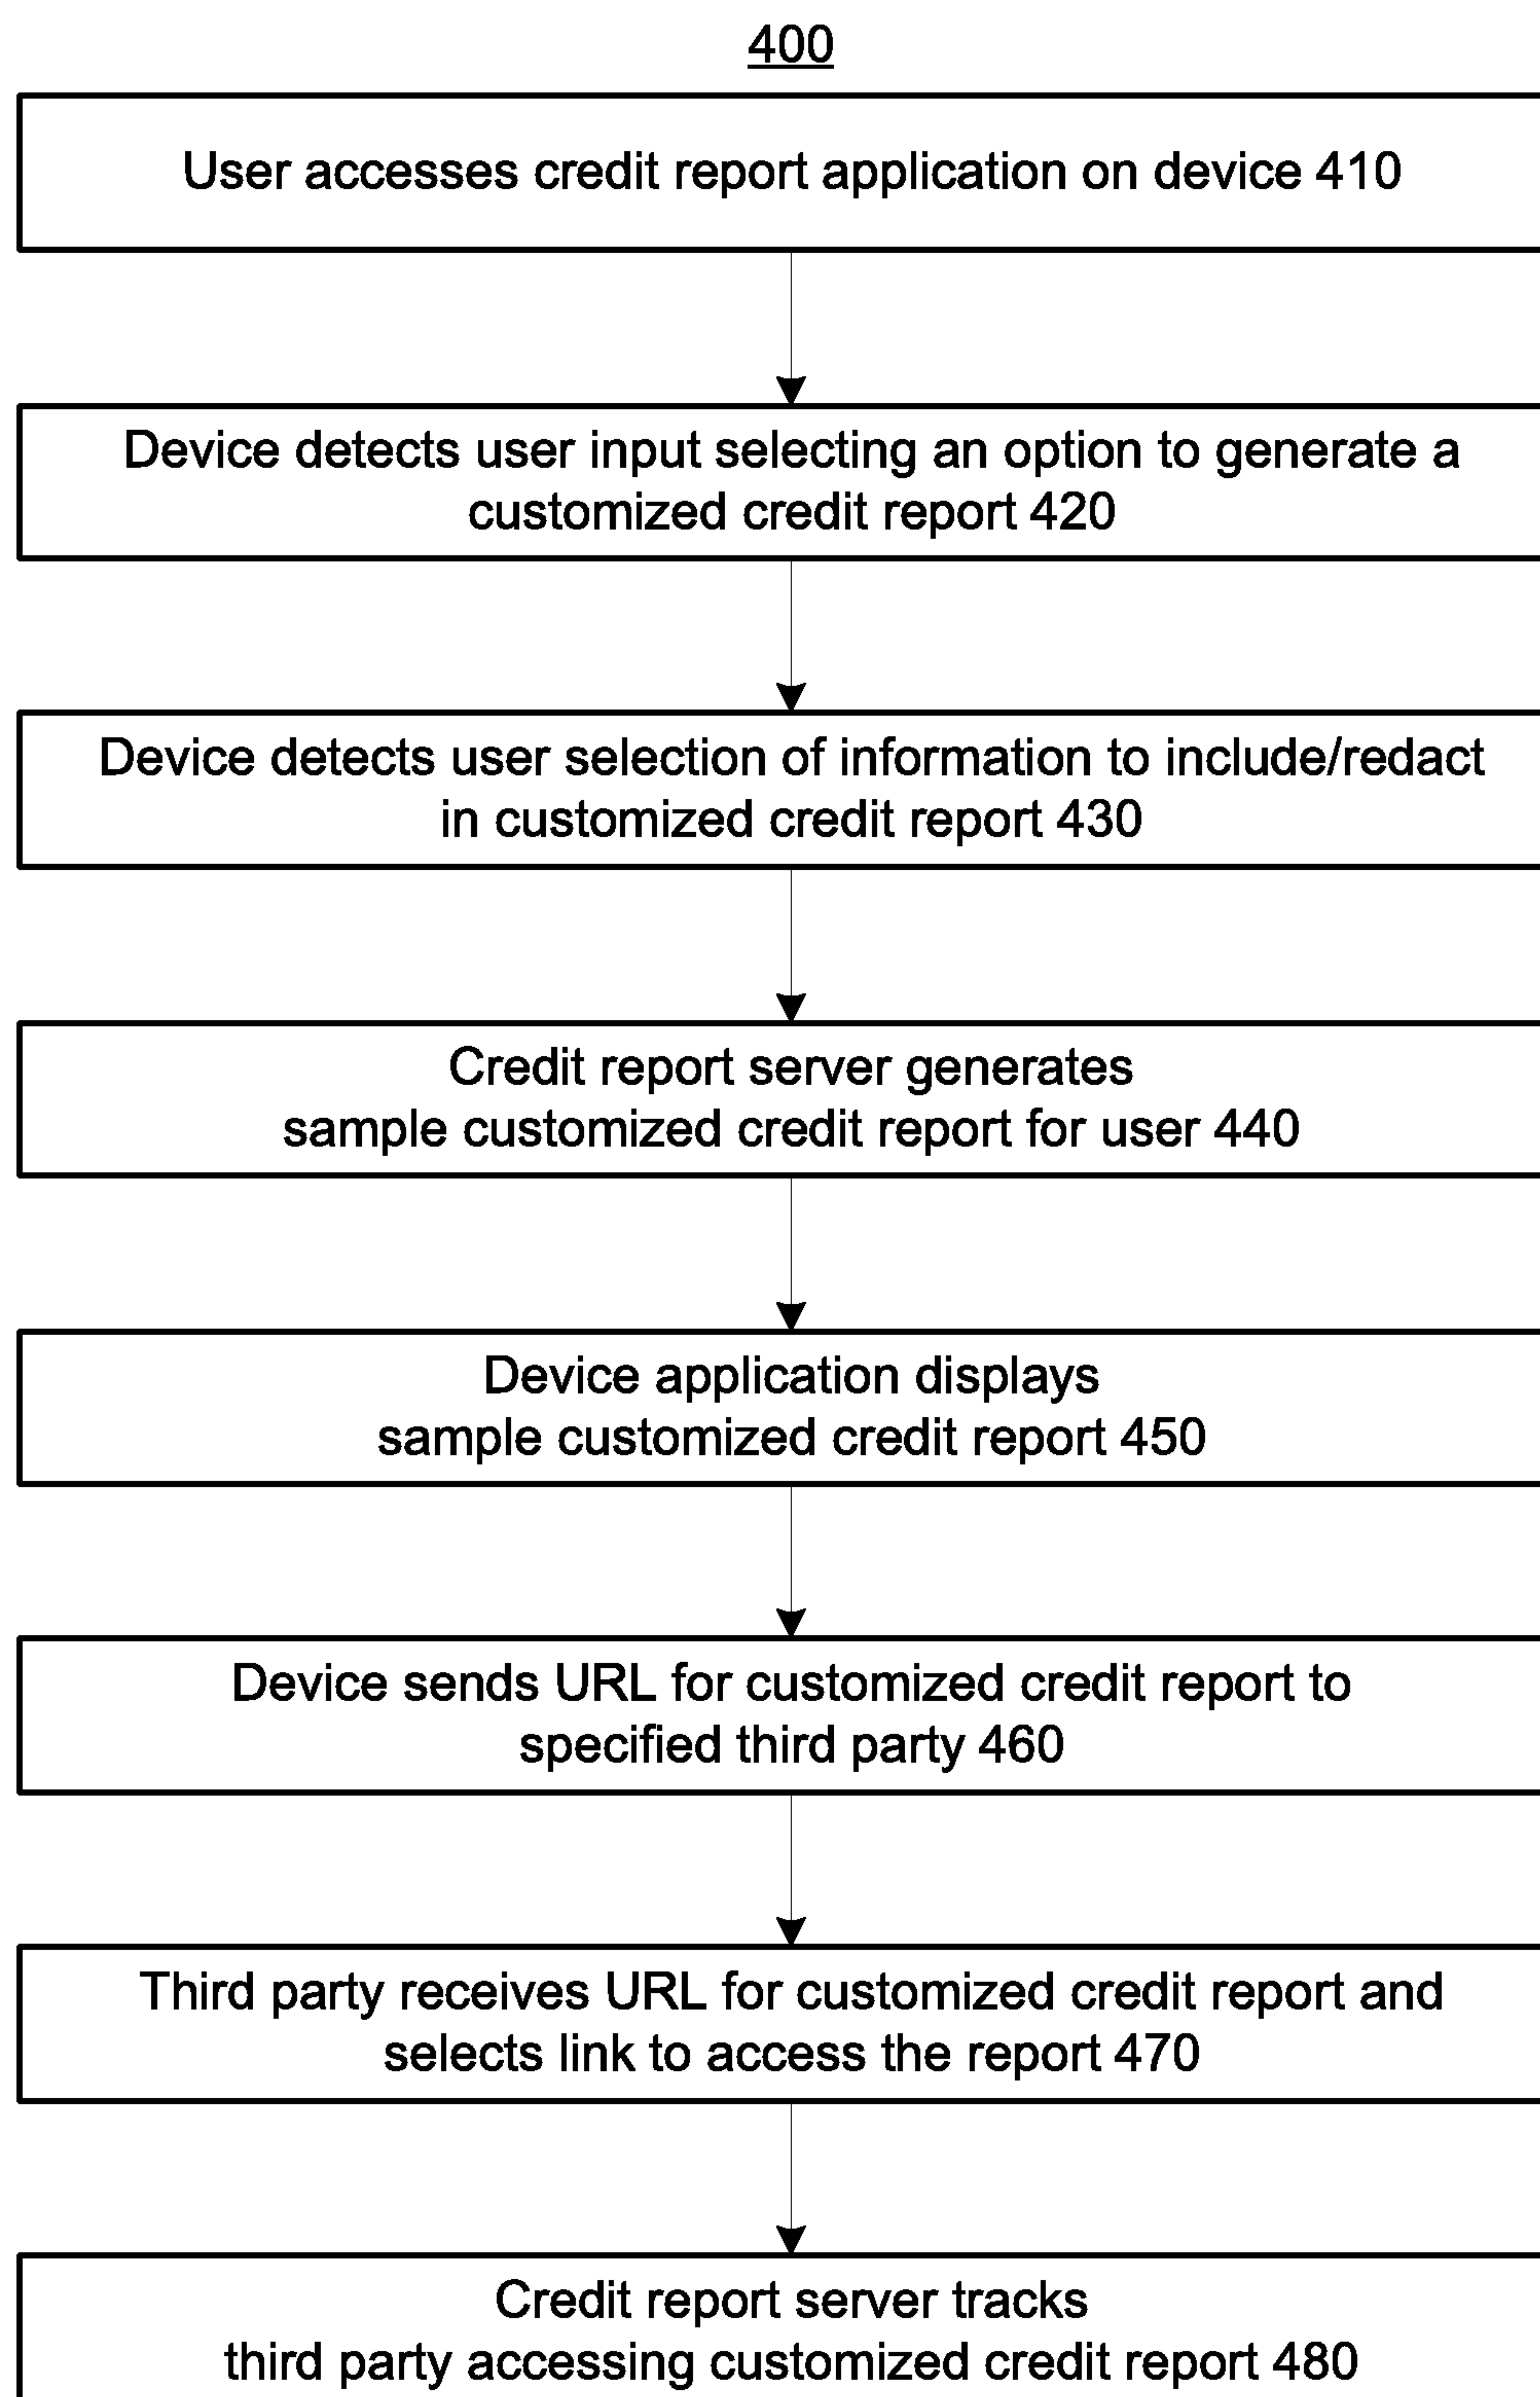 400
User accesses credit report application on device 410
Device detects user input selecting an option to generate a
customized credit report 420
Device detects user selection of information to include/redact
in customized credit report 430
Credit report server generates
sample customized credit report for user 440
Device application displays
sample customized credit report 450
Device sends URL for customized credit report to
specified third party 460
Third party receives URL for customized credit report and
selects link to access the report 470
Credit report server tracks
third party accessing customized credit report 480